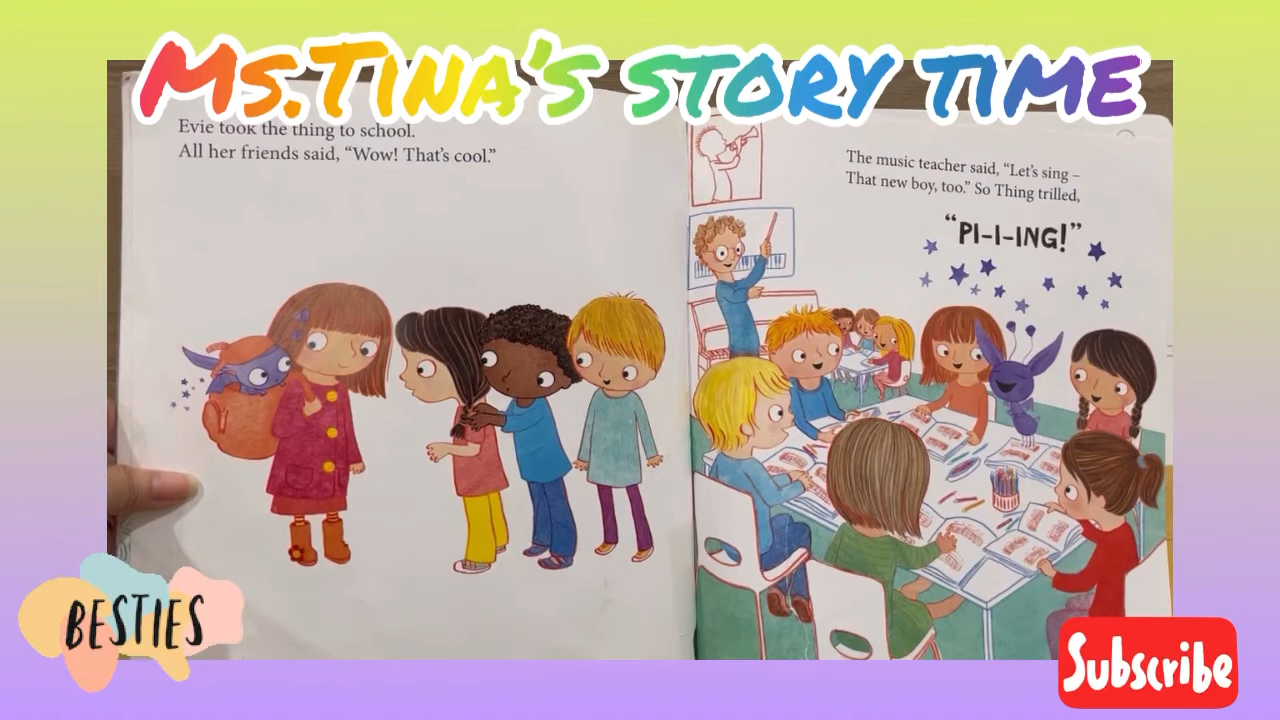 Ms.Tina's story time
Evie took the thing to school.
All her friends said, “Wow! That's cool.”
The music teacher said, “Let's sing –
That new boy, too.” So Thing trilled,
“PI-I-ING!”
BESTIES
Subscribe